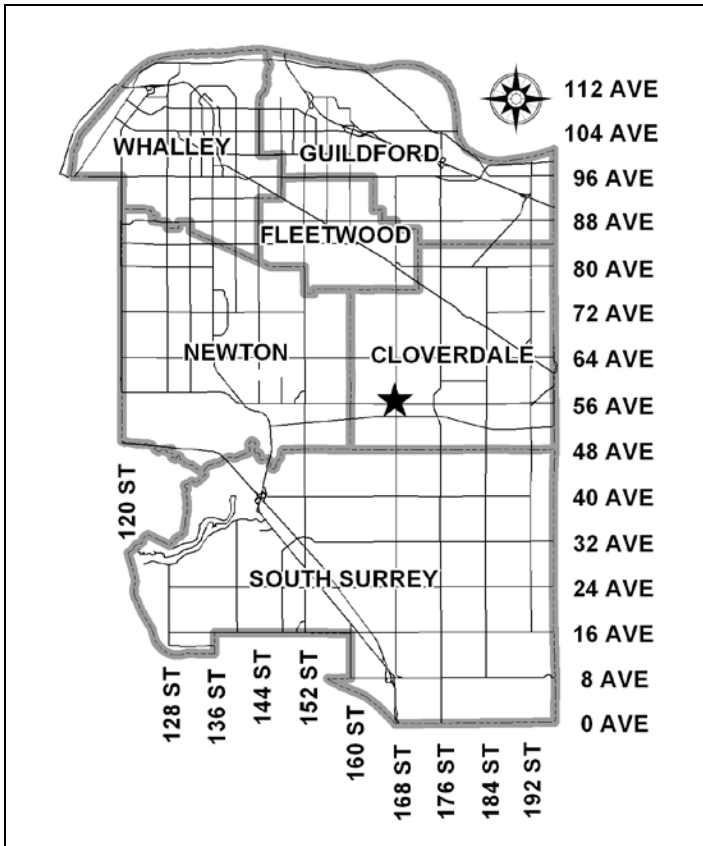 112 AVE
104 AVE
WHALLEY
GUILDFORD
96 AVE
88 AVE
FLEETWOOD
80 AVE
72 AVE
NEWTON
CLOVERDALE
64 AVE
56 AVE
48 AVE
120 ST
40 AVE
32 AVE
SOUTH SURREY
24 AVE
16 AVE
8 AVE
0 AVE
128 ST
136 ST
144 ST
152 ST
160 ST
168 ST
176 ST
184 ST
192 ST